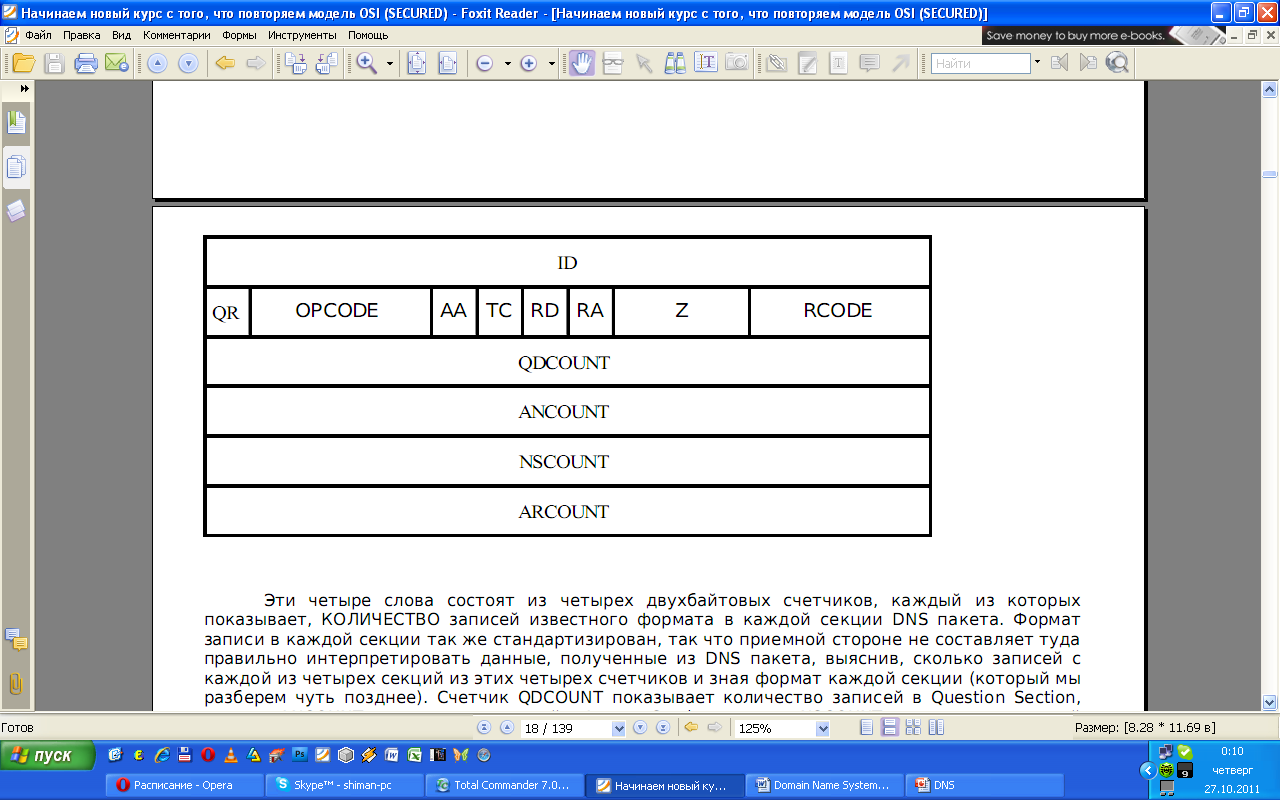 Начинаем новый курс с того, что повторяем модель OSI (SECURED) - Foxit Reader - [Начинаем новый курс с того, что повторяем модель OSI (SECURED)]
Файл Правка Вид Комментарии Формы Инструменты Помощь
Save money to buy more e-books.
Найти
ID
QR OPCODE AA TC RD RA Z RCODE
QDCOUNT
ANCOUNT
NSCOUNT
ARCOUNT
Эти четыре слова состоят из четырех двухбайтовых счетчиков, каждый из которых
показывает, КОЛИЧЕСТВО записей известного формата в каждой секции DNS пакета. Формат
записи в каждой секции так же стандартизирован, так что приемной стороне не составляет туда
правильно интерпретировать данные, полученные из DNS пакета, выяснив, сколько записей с
каждой из четырех секций из этих четырех счетчиков и зная формат каждой секции (который мы
разберем чуть позднее). Счетчик QDCOUNT показывает количество записей в Question Section,
Готов
18 / 139
125%
Размер: [8.28 * 11.69 в]
пуск
0:10
Расписание - Opera
Skype™ - shiman-pc
Total Commander 7.0...
Начинаем новый ку...
Domain Name System...
DNS
9
четверг
27.10.2011